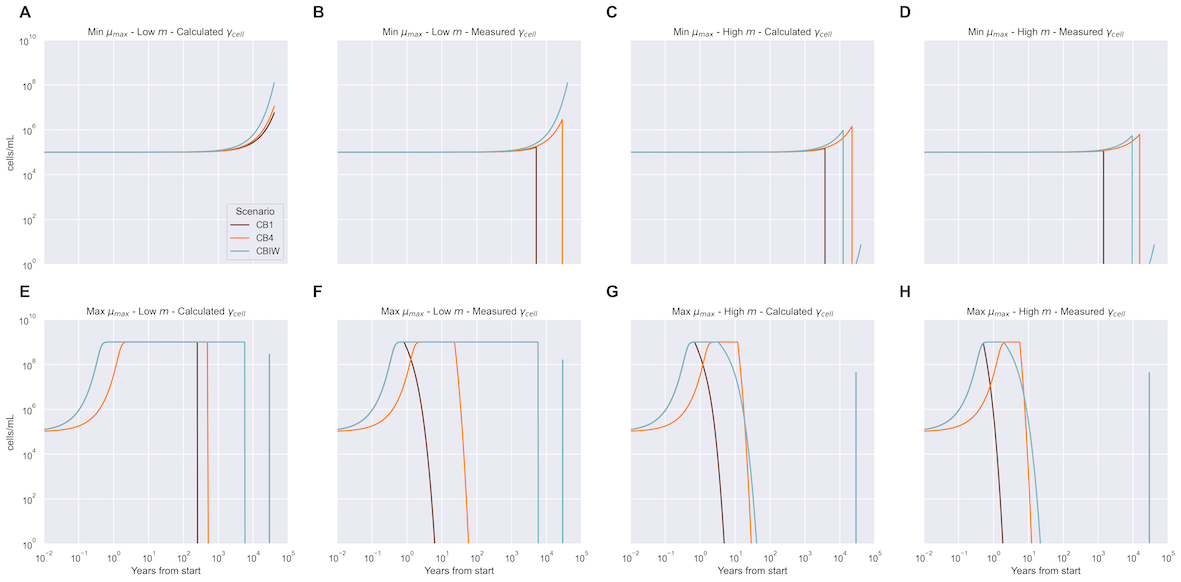 A B C D
Min μmax - Low m - Calculated γcell
Min μmax - Low m - Measured γcell
Min μmax - High m - Calculated γcell
Min μmax - High m - Measured γcell
10^10
10^8
10^6
10^4
10^2
10^0
cells/mL
Scenario
CB1
CB4
CBIW
E F G H
Max μmax - Low m - Calculated γcell
Max μmax - Low m - Measured γcell
Max μmax - High m - Calculated γcell
Max μmax - High m - Measured γcell
10^10
10^8
10^6
10^4
10^2
10^0
cells/mL
10^−2 10^−1 10^0 10^1 10^2 10^3 10^4 10^5
10^−2 10^−1 10^0 10^1 10^2 10^3 10^4 10^5
10^−2 10^−1 10^0 10^1 10^2 10^3 10^4 10^5
10^−2 10^−1 10^0 10^1 10^2 10^3 10^4 10^5
Years from start
Years from start
Years from start
Years from start